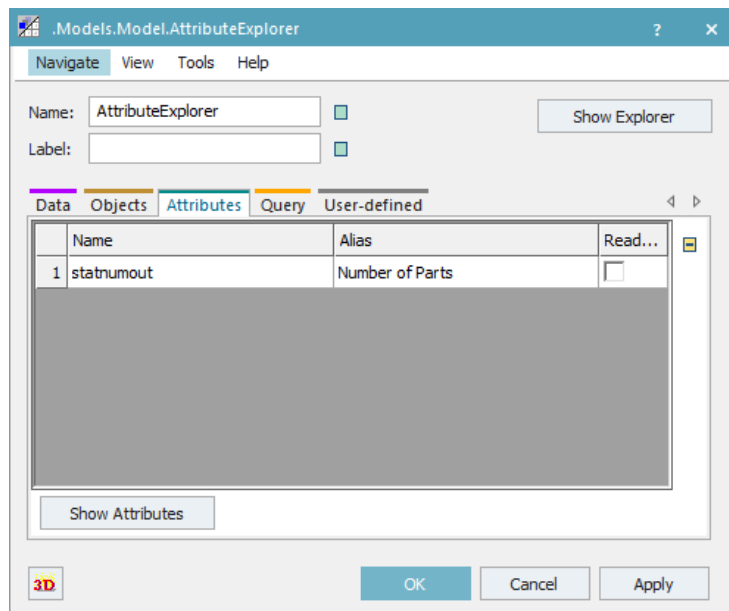 .Models.Model.AttributeExplorer ? ×
Navigate View Tools Help
Name: AttributeExplorer
Show Explorer
Label:
Data Objects Attributes Query User-defined
Name Alias Read...
1 statnumout Number of Parts
Show Attributes
3D OK Cancel Apply